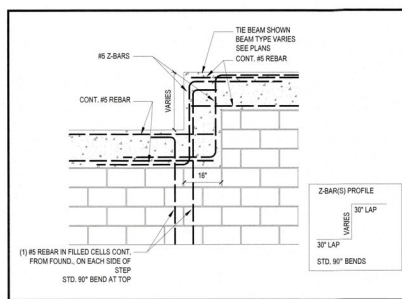 TIE BEAM SHOWN
BEAM TYPE VARIES
SEE PLANS
#5 Z-BARS
CONT. #5 REBAR
CONT. #5 REBAR
VARIES
16"
Z-BAR(S) PROFILE
30" LAP
VARIES
30" LAP
STD. 90° BENDS
(1) #5 REBAR IN FILLED CELLS CONT.
FROM FOUND., ON EACH SIDE OF
STEP
STD. 90° BEND AT TOP